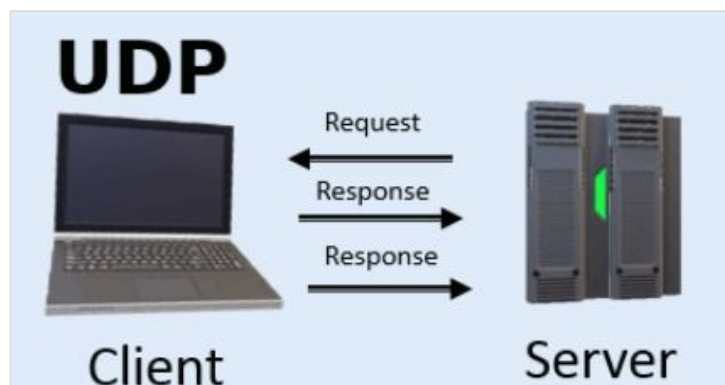 UDP
Request
Response
Response
Client
Server